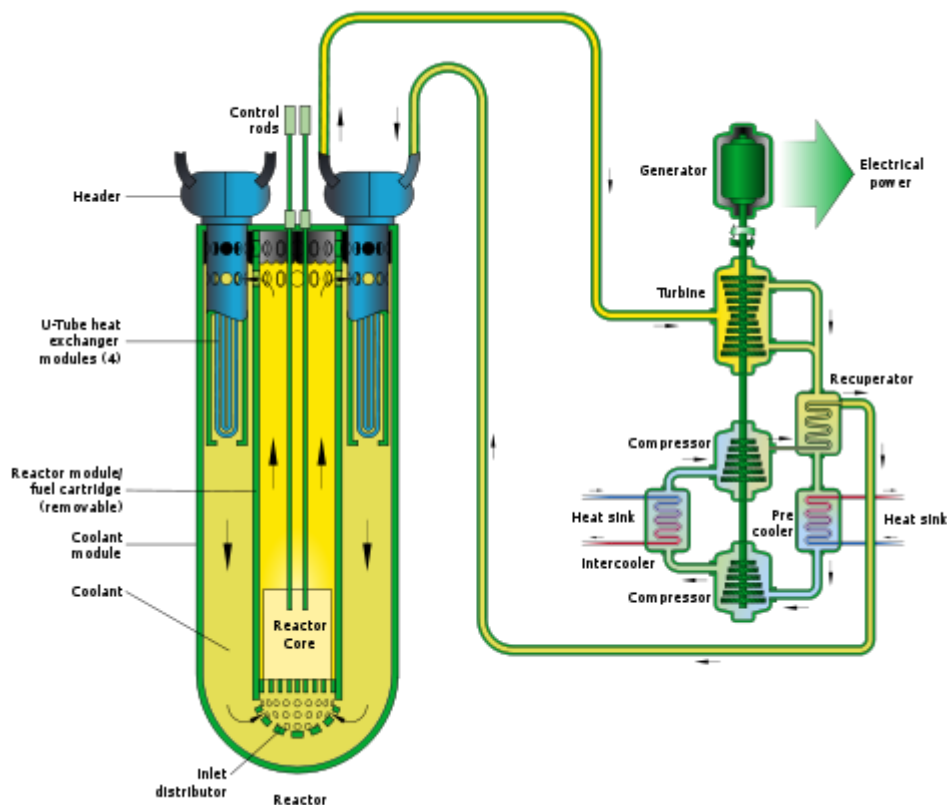 Control
rods
Header
Generator
Electrical
power
U-Tube heat
exchanger
modules (4)
Turbine
Recuperator
Compressor
Reactor module/
fuel cartridge
(removable)
Heat sink
Pre
cooler
Heat sink
Coolant
module
Intercooler
Coolant
Compressor
Reactor
Core
Inlet
distributor
Reactor